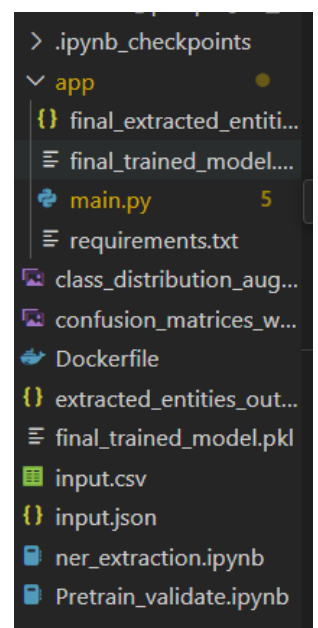 .ipynb_checkpoints
app
final_extracted_entiti...
final_trained_model....
main.py 5
requirements.txt
class_distribution_aug...
confusion_matrices_w...
Dockerfile
extracted_entities_out...
final_trained_model.pkl
input.csv
input.json
ner_extraction.ipynb
Pretrain_validate.ipynb